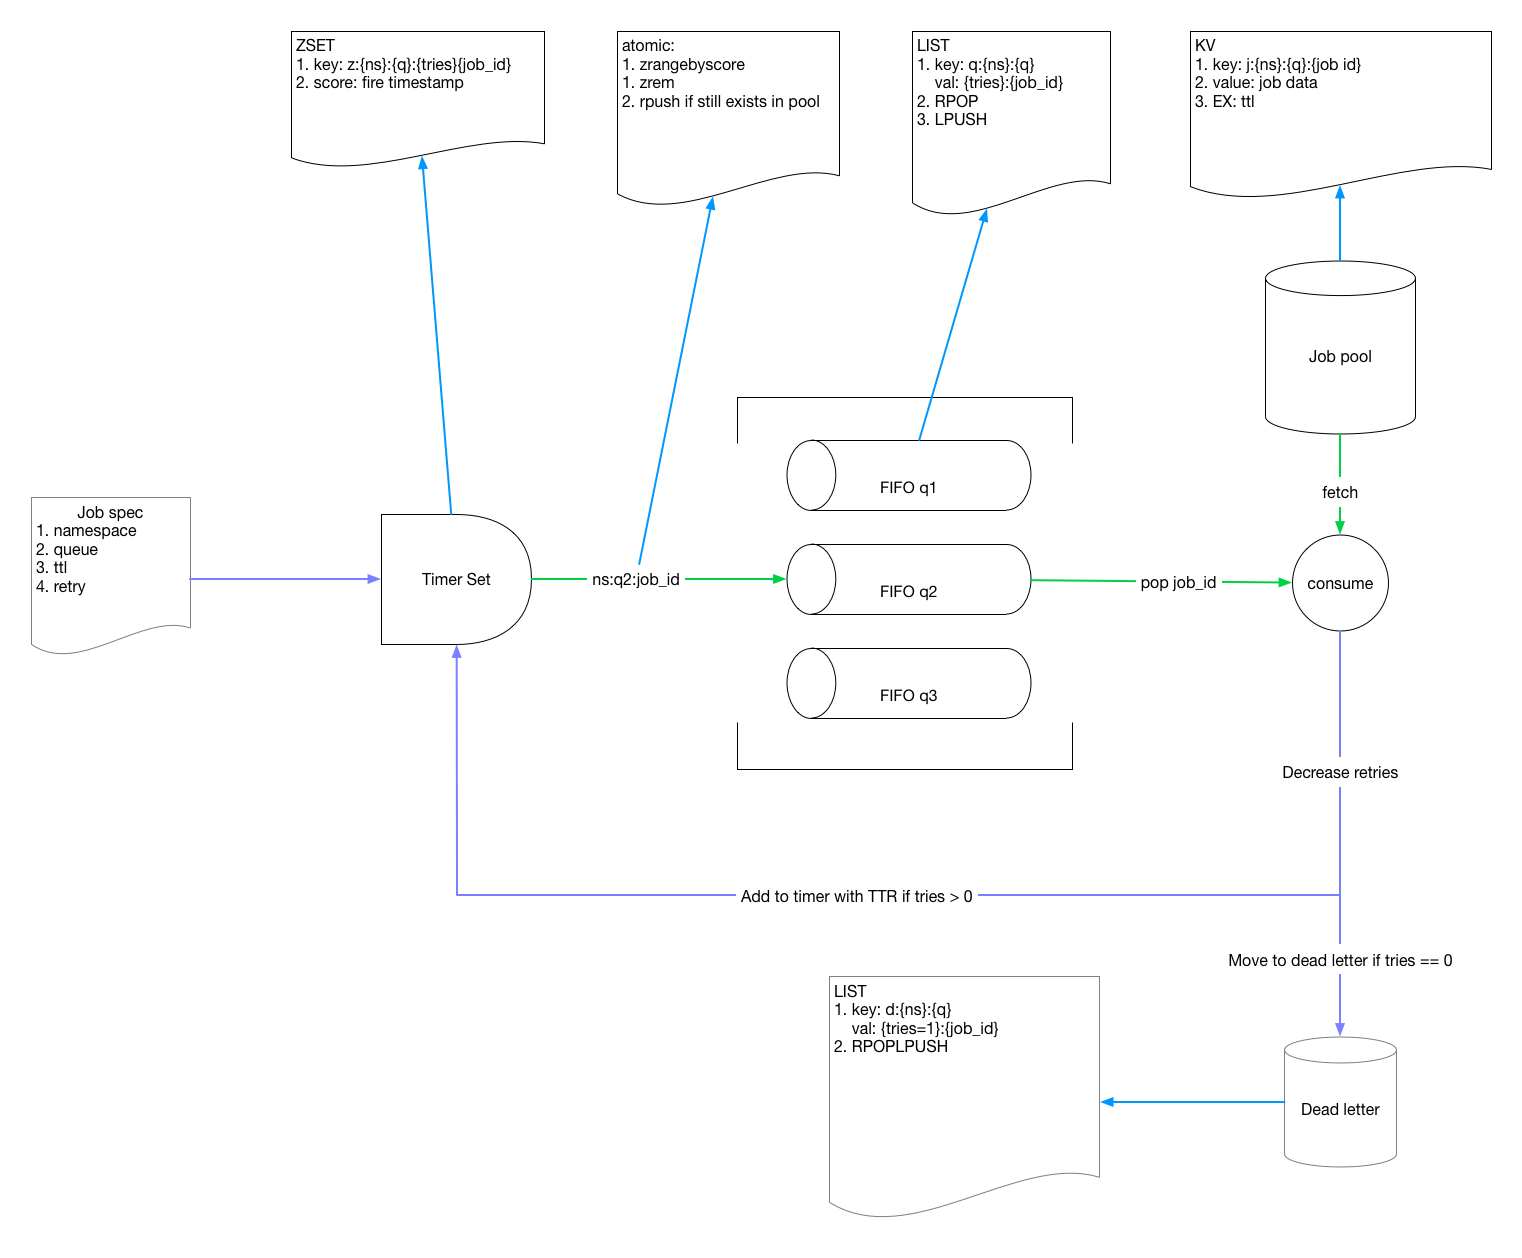 ZSET
1. key: z:{ns}:{q}:{tries}{job_id}
2. score: fire timestamp
atomic:
1. zrangebyscore
1. zrem
2. rpush if still exists in pool
LIST
1. key: q:{ns}:{q}
val: {tries}:{job_id}
2. RPOP
3. LPUSH
KV
1. key: j:{ns}:{q}:{job id}
2. value: job data
3. EX: ttl
Job pool
fetch
FIFO q1
Job spec
1. namespace
2. queue
3. ttl
4. retry
Timer Set
ns:q2:job_id
FIFO q2
pop job_id
consume
FIFO q3
Decrease retries
Add to timer with TTR if tries > 0
Move to dead letter if tries == 0
LIST
1. key: d:{ns}:{q}
val: {tries=1}:{job_id}
2. RPOPLPUSH
Dead letter